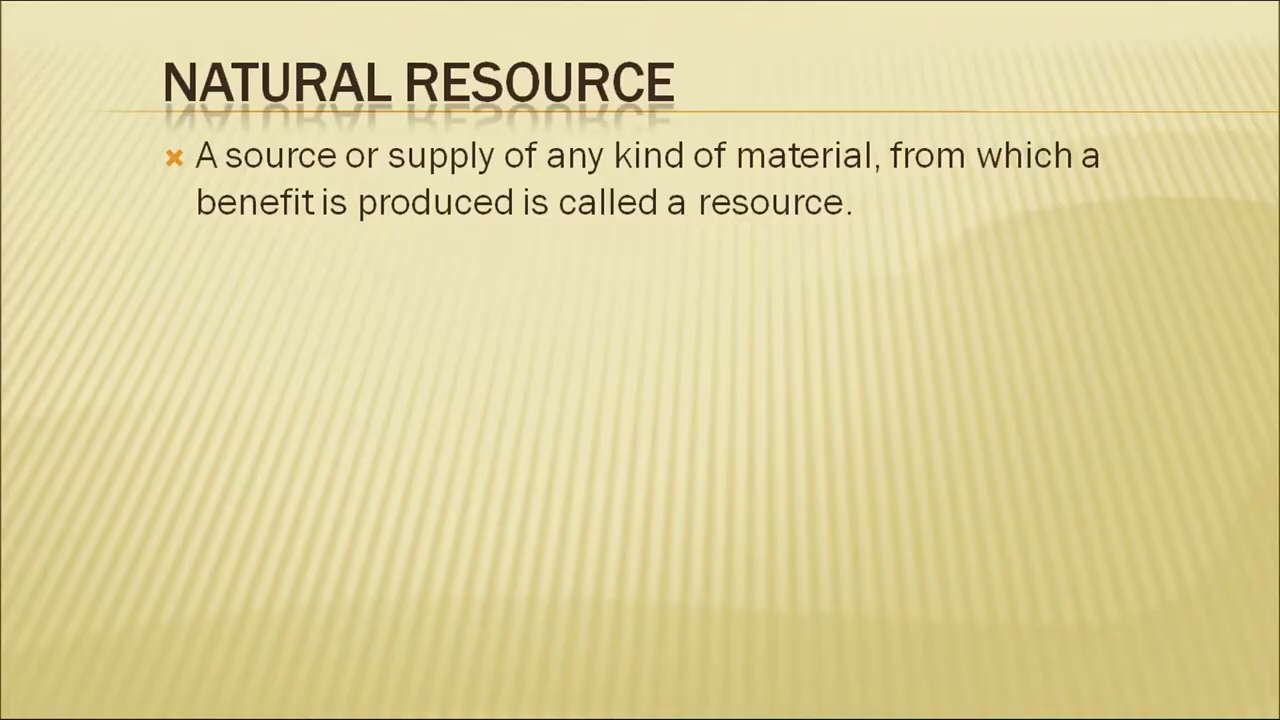 NATURAL RESOURCE
A source or supply of any kind of material, from which a
benefit is produced is called a resource.